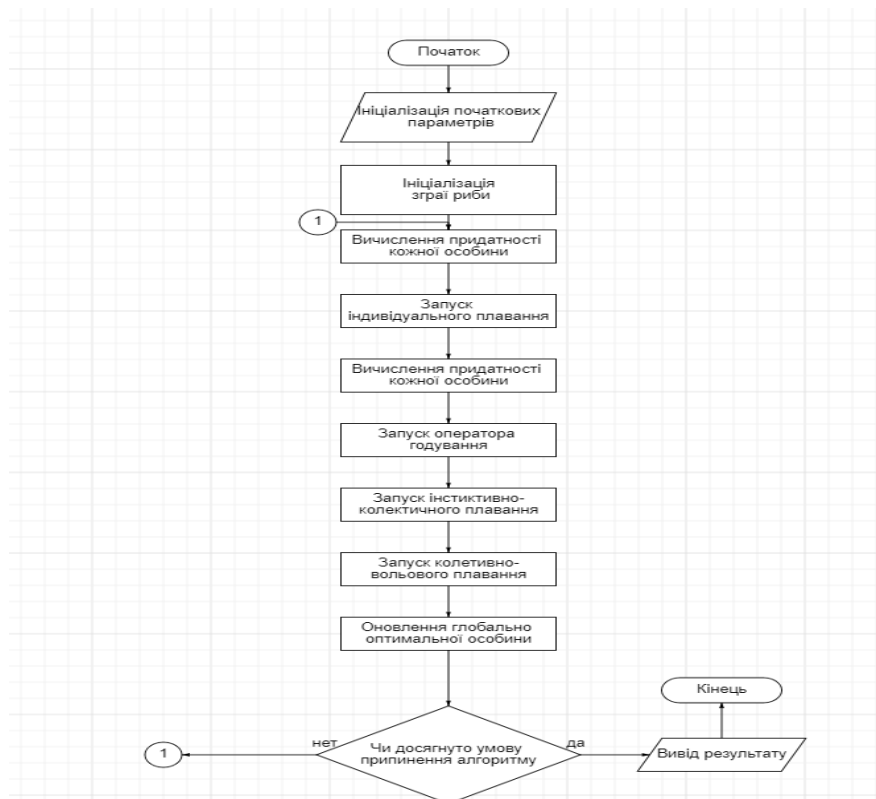 Початок
Ініціалізація початкових
параметрів
Ініціалізація
зграї риби
1
Вичислення придатності
кожної особини
Запуск
індивідуального плавання
Вичислення придатності
кожної особини
Запуск оператора
годування
Запуск інстиктивно-
колектичного плавання
Запуск колетивно-
вольового плавання
Оновлення глобально
оптимальної особини
Кінець
нет
Чи досягнуто умову
припинення алгоритму
да
1
Вивід результату